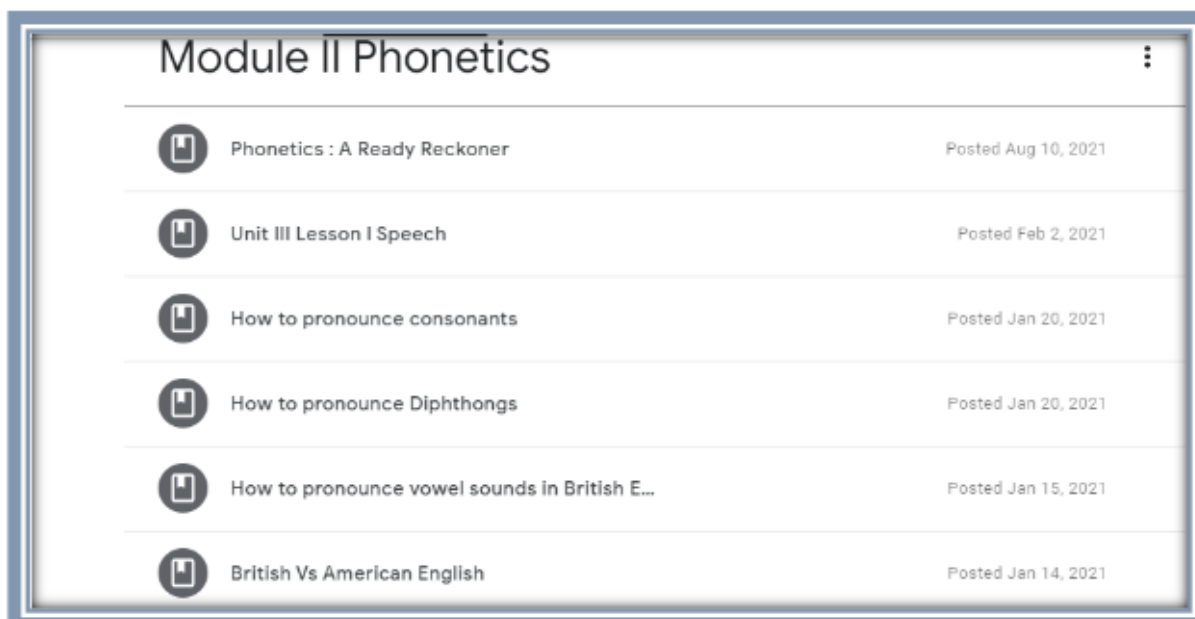 Module II Phonetics
Phonetics : A Ready Reckoner Posted Aug 10, 2021
Unit III Lesson I Speech Posted Feb 2, 2021
How to pronounce consonants Posted Jan 20, 2021
How to pronounce Diphthongs Posted Jan 20, 2021
How to pronounce vowel sounds in British E... Posted Jan 15, 2021
British Vs American English Posted Jan 14, 2021